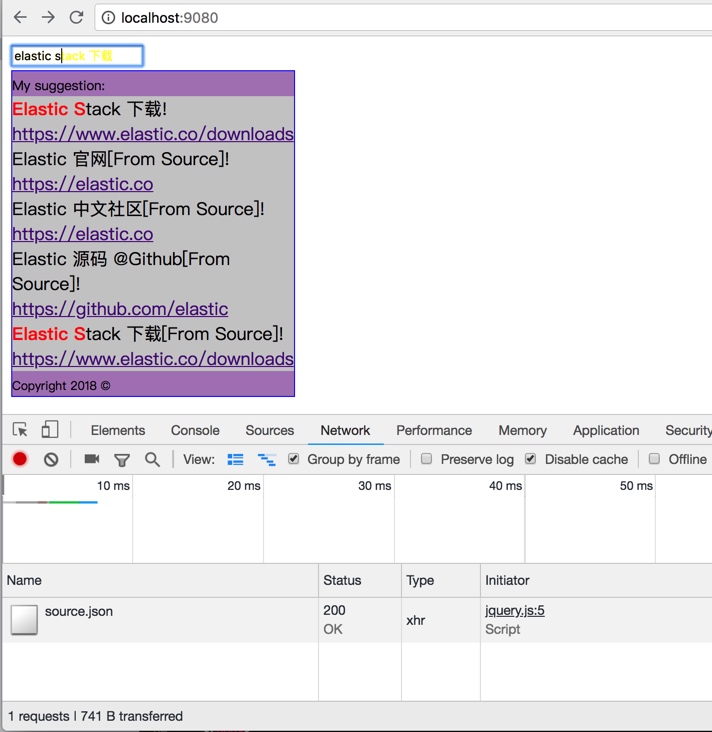 localhost:9080
elastic stack 下载
My suggestion:
Elastic Stack 下载!
https://www.elastic.co/downloads
Elastic 官网[From Source]!
https://elastic.co
Elastic 中文社区[From Source]!
https://elastic.co
Elastic 源码 @Github[From
Source]!
https://github.com/elastic
Elastic Stack 下载[From Source]!
https://www.elastic.co/downloads
Copyright 2018 ©
Elements Console Sources Network Performance Memory Application Security
View: Group by frame Preserve log Disable cache Offline
10 ms 20 ms 30 ms 40 ms 50 ms
Name Status Type Initiator
source.json 200 xhr jquery.js:5
OK Script
1 requests | 741 B transferred